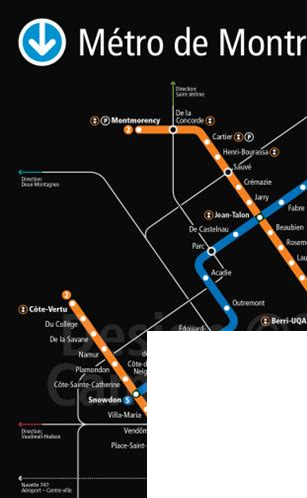 Métro de Montr
Direction:
Saint-Jérôme
De la
Concorde
P Montmorency
2
Cartier P
Henri-Bourassa
Sauvé
Direction:
Deux-Montagnes
Crémazie
Jarry
Fabre
Jean-Talon
De Castelnau
Beaubien
Parc
Rosem
Lau
Acadie
2
Côte-Vertu
Outremont
Berri-UQA
Du Collège
Édouard-
De la Savane
Namur
Plamondon
Côte-d
Neig
Côte-Sainte-Catherine
Snowdon 5
Villa-Maria
Direction:
Vaudreuil-Hudson
Vendôm
Place-Saint-
Navette 747
Aéroport – Centre-ville